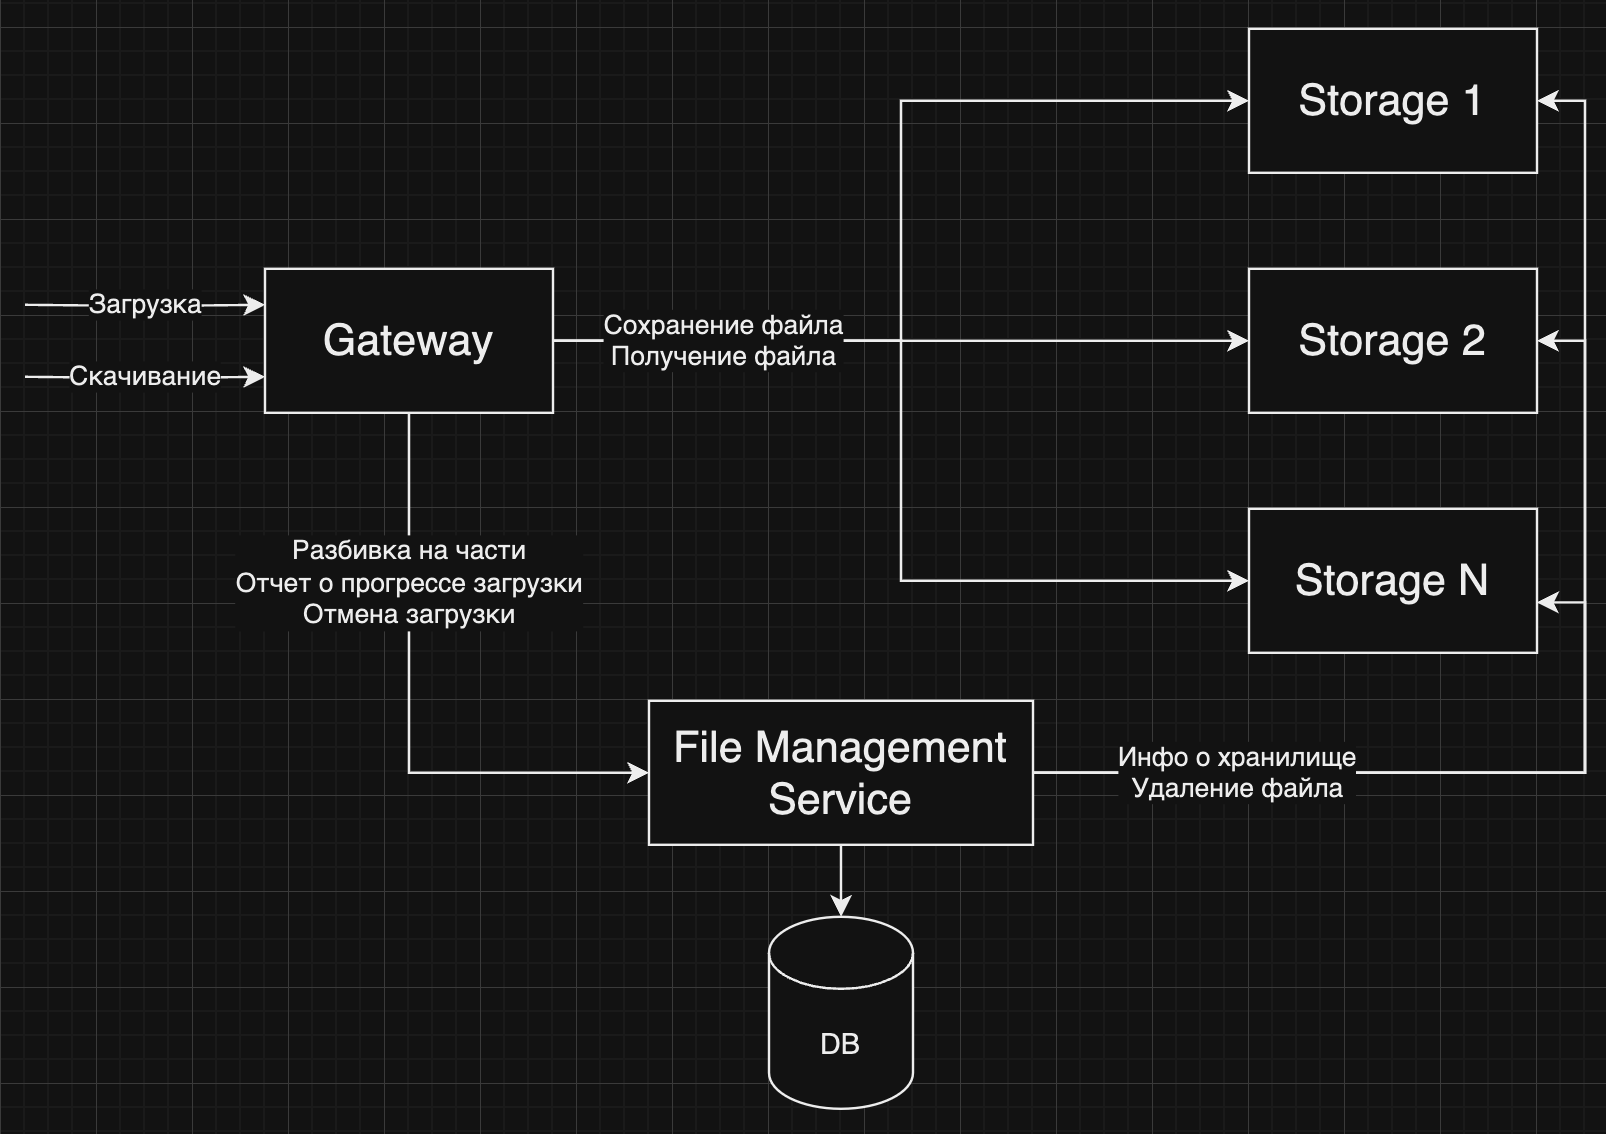 Storage 1
Загрузка
Gateway
Скачивание
Сохранение файла
Получение файла
Storage 2
Разбивка на части
Отчет о прогрессе загрузки
Отмена загрузки
Storage N
File Management
Service
Инфо о хранилище
Удаление файла
DB